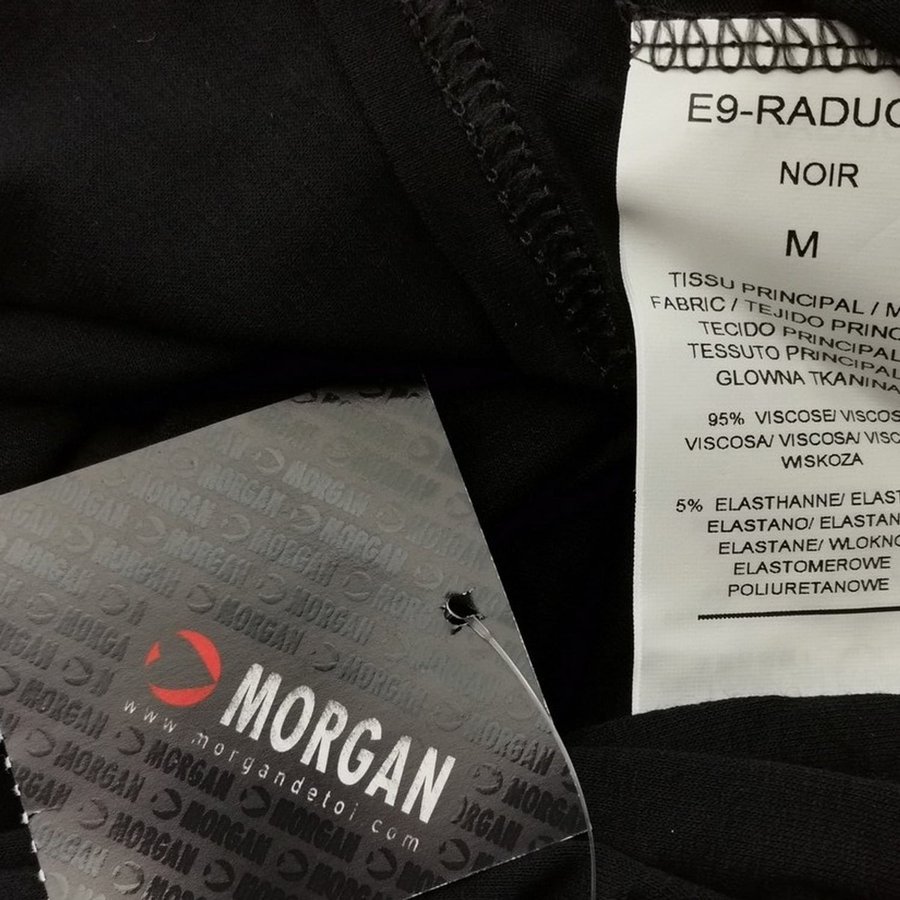 E9-RADUC
NOIR
M
TISSU PRINCIPAL / M
FABRIC / TEJIDO PRINC
TECIDO PRINCIPAL
TESSUTO PRINCIPAL
GLOWNA TKANINA
95% VISCOSE/ VISCOS
VISCOSA/ VISCOSA/ VISC
WISKOZA
5% ELASTHANNE/ ELAST
ELASTANO/ ELASTAN
ELASTANE/ WLOKNO
ELASTOMEROWE
POLIURETANOWE
MORGAN
www.morgandetoi.com